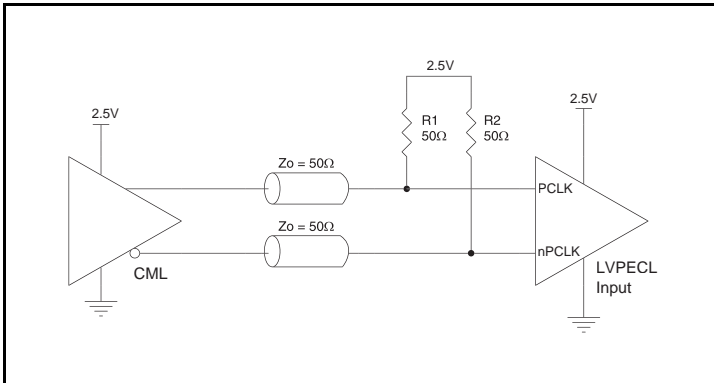 2.5V
2.5V
2.5V
R1
50Ω
R2
50Ω
Zo = 50Ω
PCLK
Zo = 50Ω
nPCLK
CML
LVPECL
Input